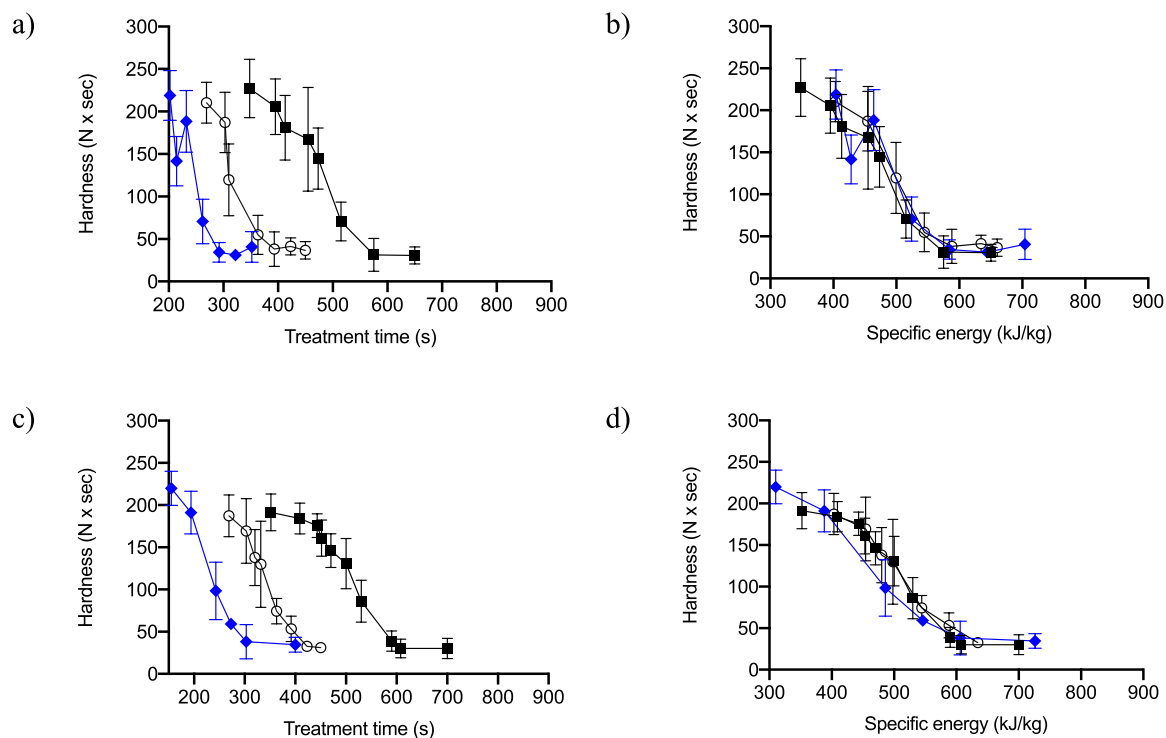 a)
300
250
200
150
100
50
0
Hardness (N x sec)
200 300 400 500 600 700 800 900
Treatment time (s)
b)
300
250
200
150
100
50
0
Hardness (N x sec)
300 400 500 600 700 800 900
Specific energy (kJ/kg)
c)
300
250
200
150
100
50
0
Hardness (N x sec)
200 300 400 500 600 700 800 900
Treatment time (s)
d)
300
250
200
150
100
50
0
Hardness (N x sec)
300 400 500 600 700 800 900
Specific energy (kJ/kg)